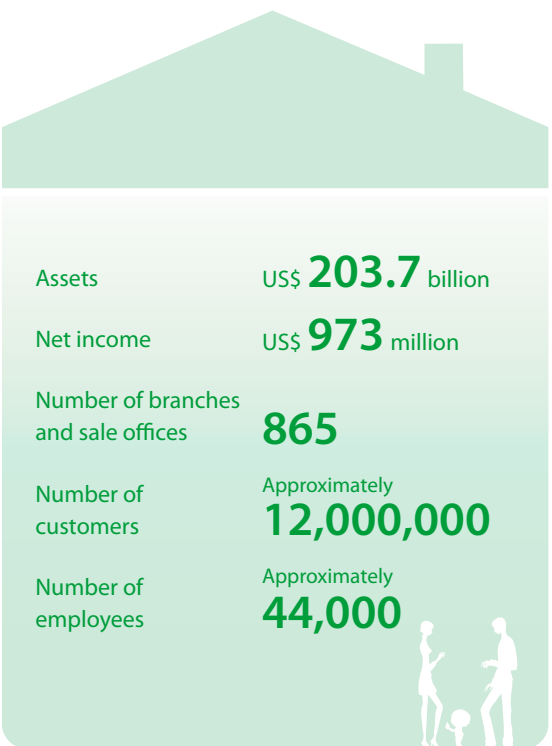 Assets US$ 203.7 billion
Net income US$ 973 million
Number of branches
and sale offices 865
Number of
customers
Approximately
12,000,000
Number of
employees
Approximately
44,000